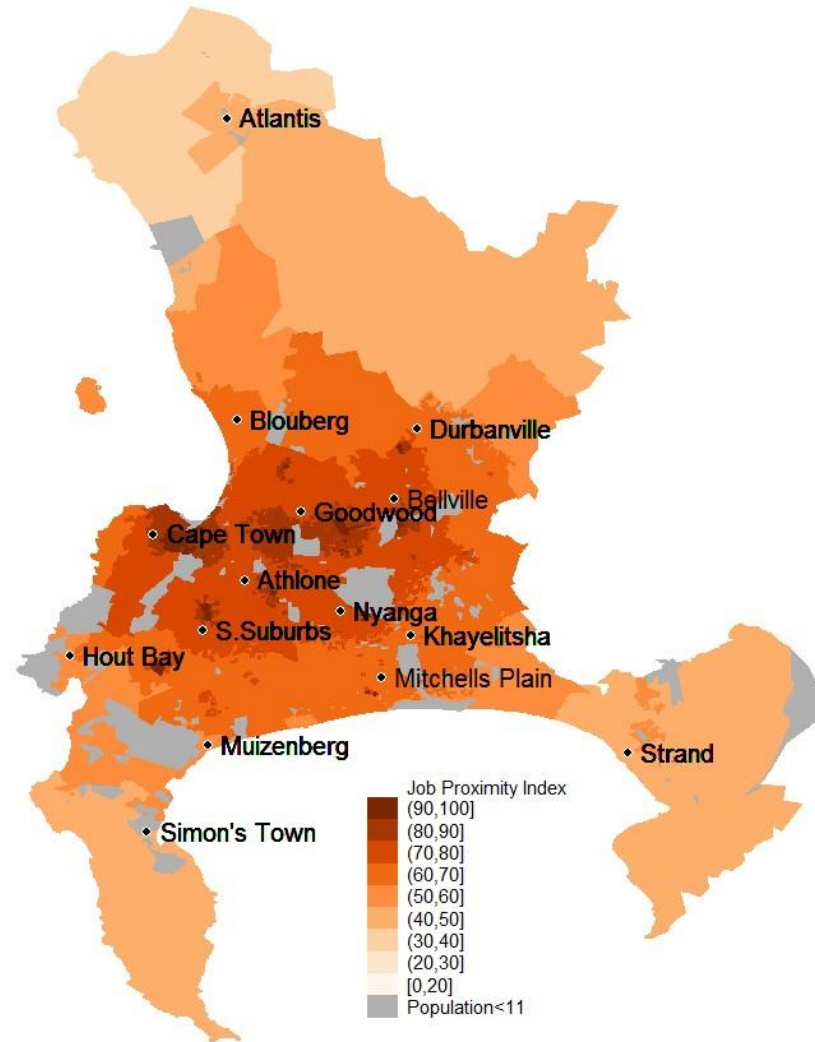 Atlantis
Blouberg
Durbanville
Bellville
Goodwood
Cape Town
Athlone
Nyanga
S.Suburbs
Khayelitsha
Hout Bay
Mitchells Plain
Muizenberg
Strand
Simon's Town
Job Proximity Index
(90,100]
(80,90]
(70,80]
(60,70]
(50,60]
(40,50]
(30,40]
(20,30]
[0,20]
Population<11